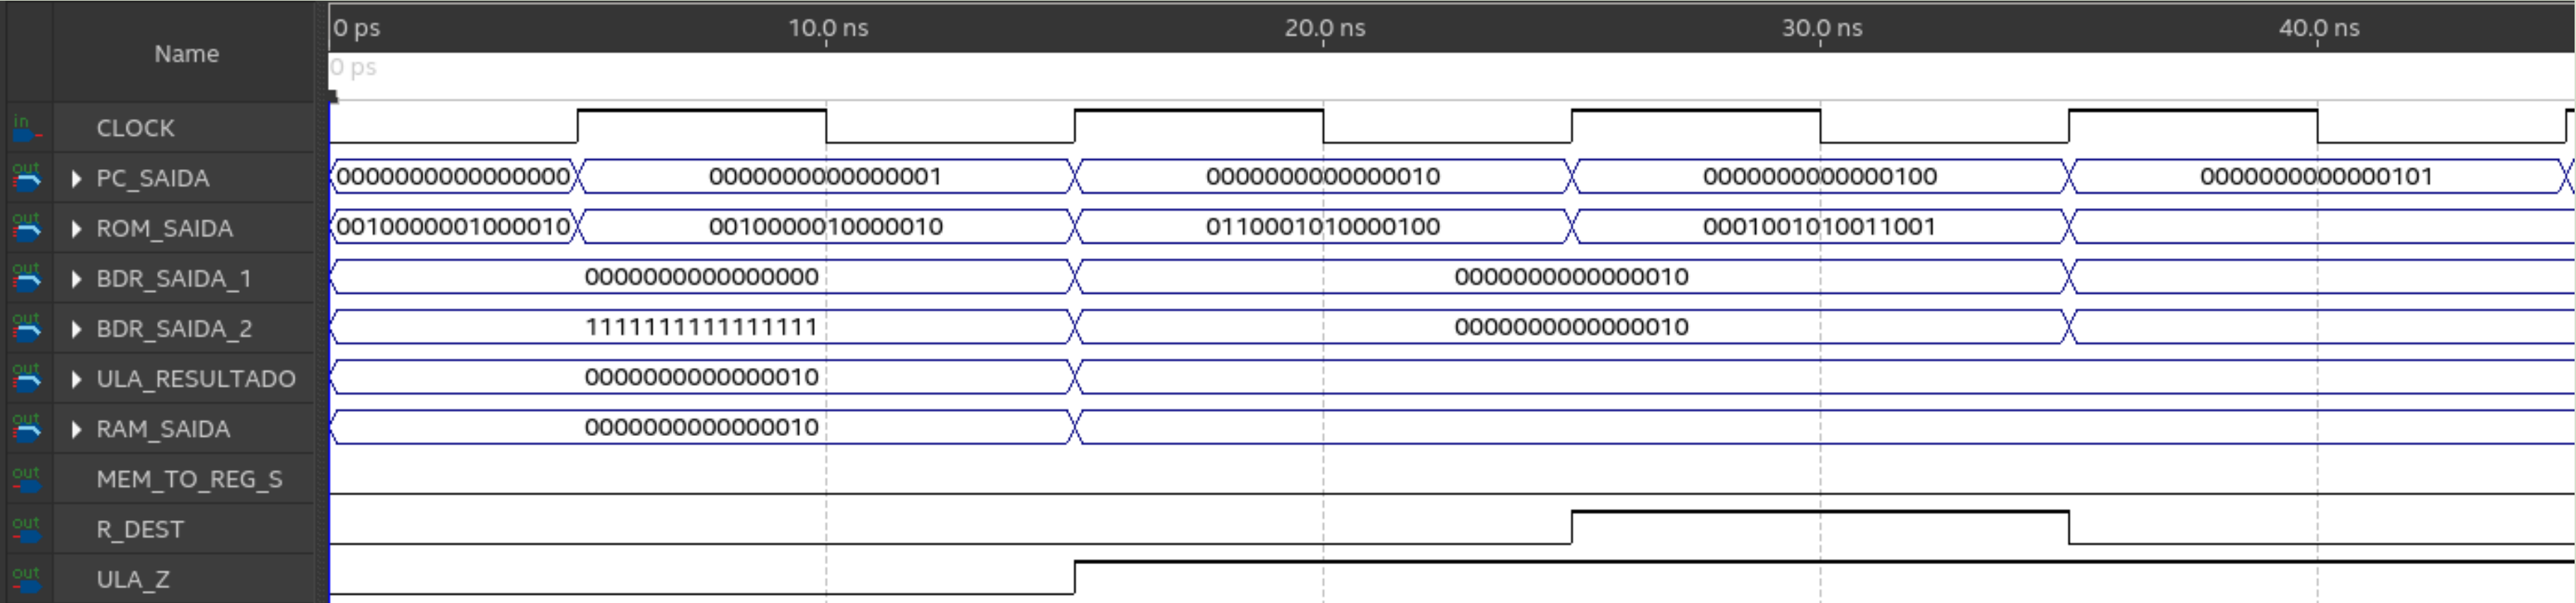 0 ps 10.0 ns 20.0 ns 30.0 ns 40.0 ns
Name
0 ps
in CLOCK
out PC_SAIDA 0000000000000000 0000000000000001 0000000000000010 0000000000000100 0000000000000101
out ROM_SAIDA 0010000001000010 0010000010000010 0110001010000100 0001001010011001
out BDR_SAIDA_1 0000000000000000 0000000000000010
out BDR_SAIDA_2 1111111111111111 0000000000000010
out ULA_RESULTADO 0000000000000010
out RAM_SAIDA 0000000000000010
out MEM_TO_REG_S
out R_DEST
out ULA_Z